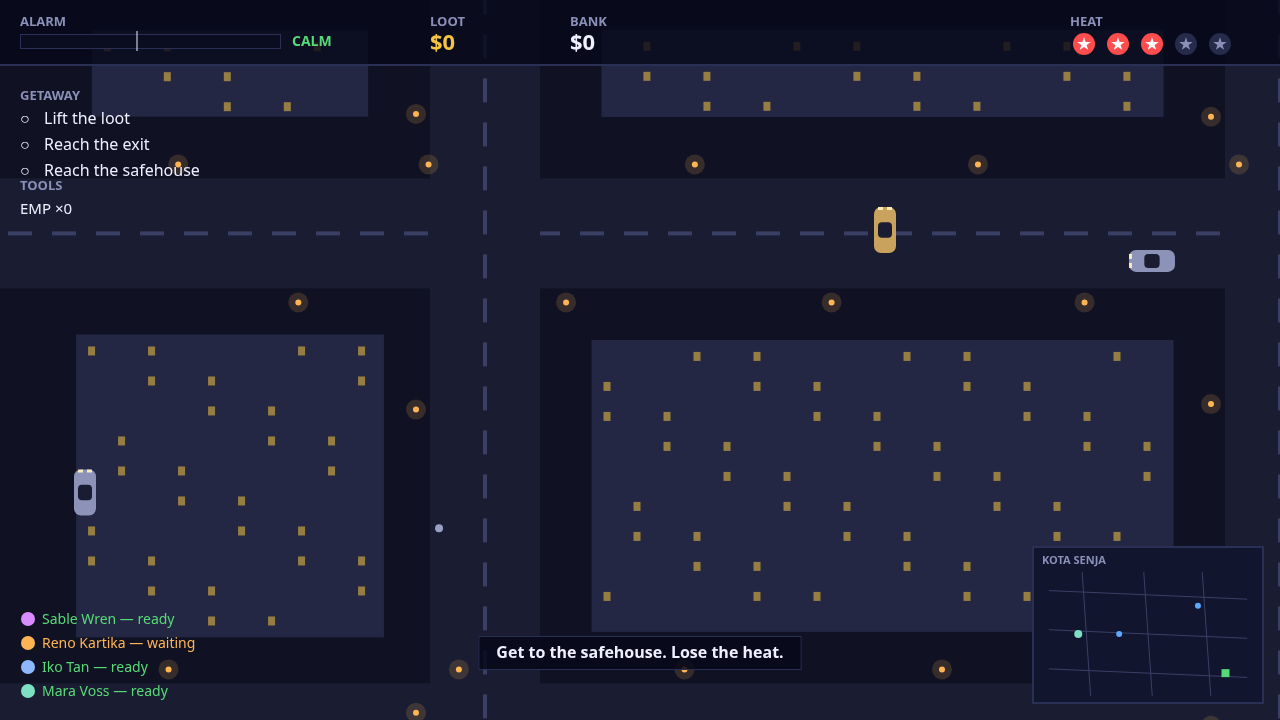 ALARM
CALM
LOOT
$0
BANK
$0
HEAT
GETAWAY
○ Lift the loot
○ Reach the exit
○ Reach the safehouse
TOOLS
EMP ×0
KOTA SENJA
Sable Wren — ready
Reno Kartika — waiting
Iko Tan — ready
Mara Voss — ready
Get to the safehouse. Lose the heat.